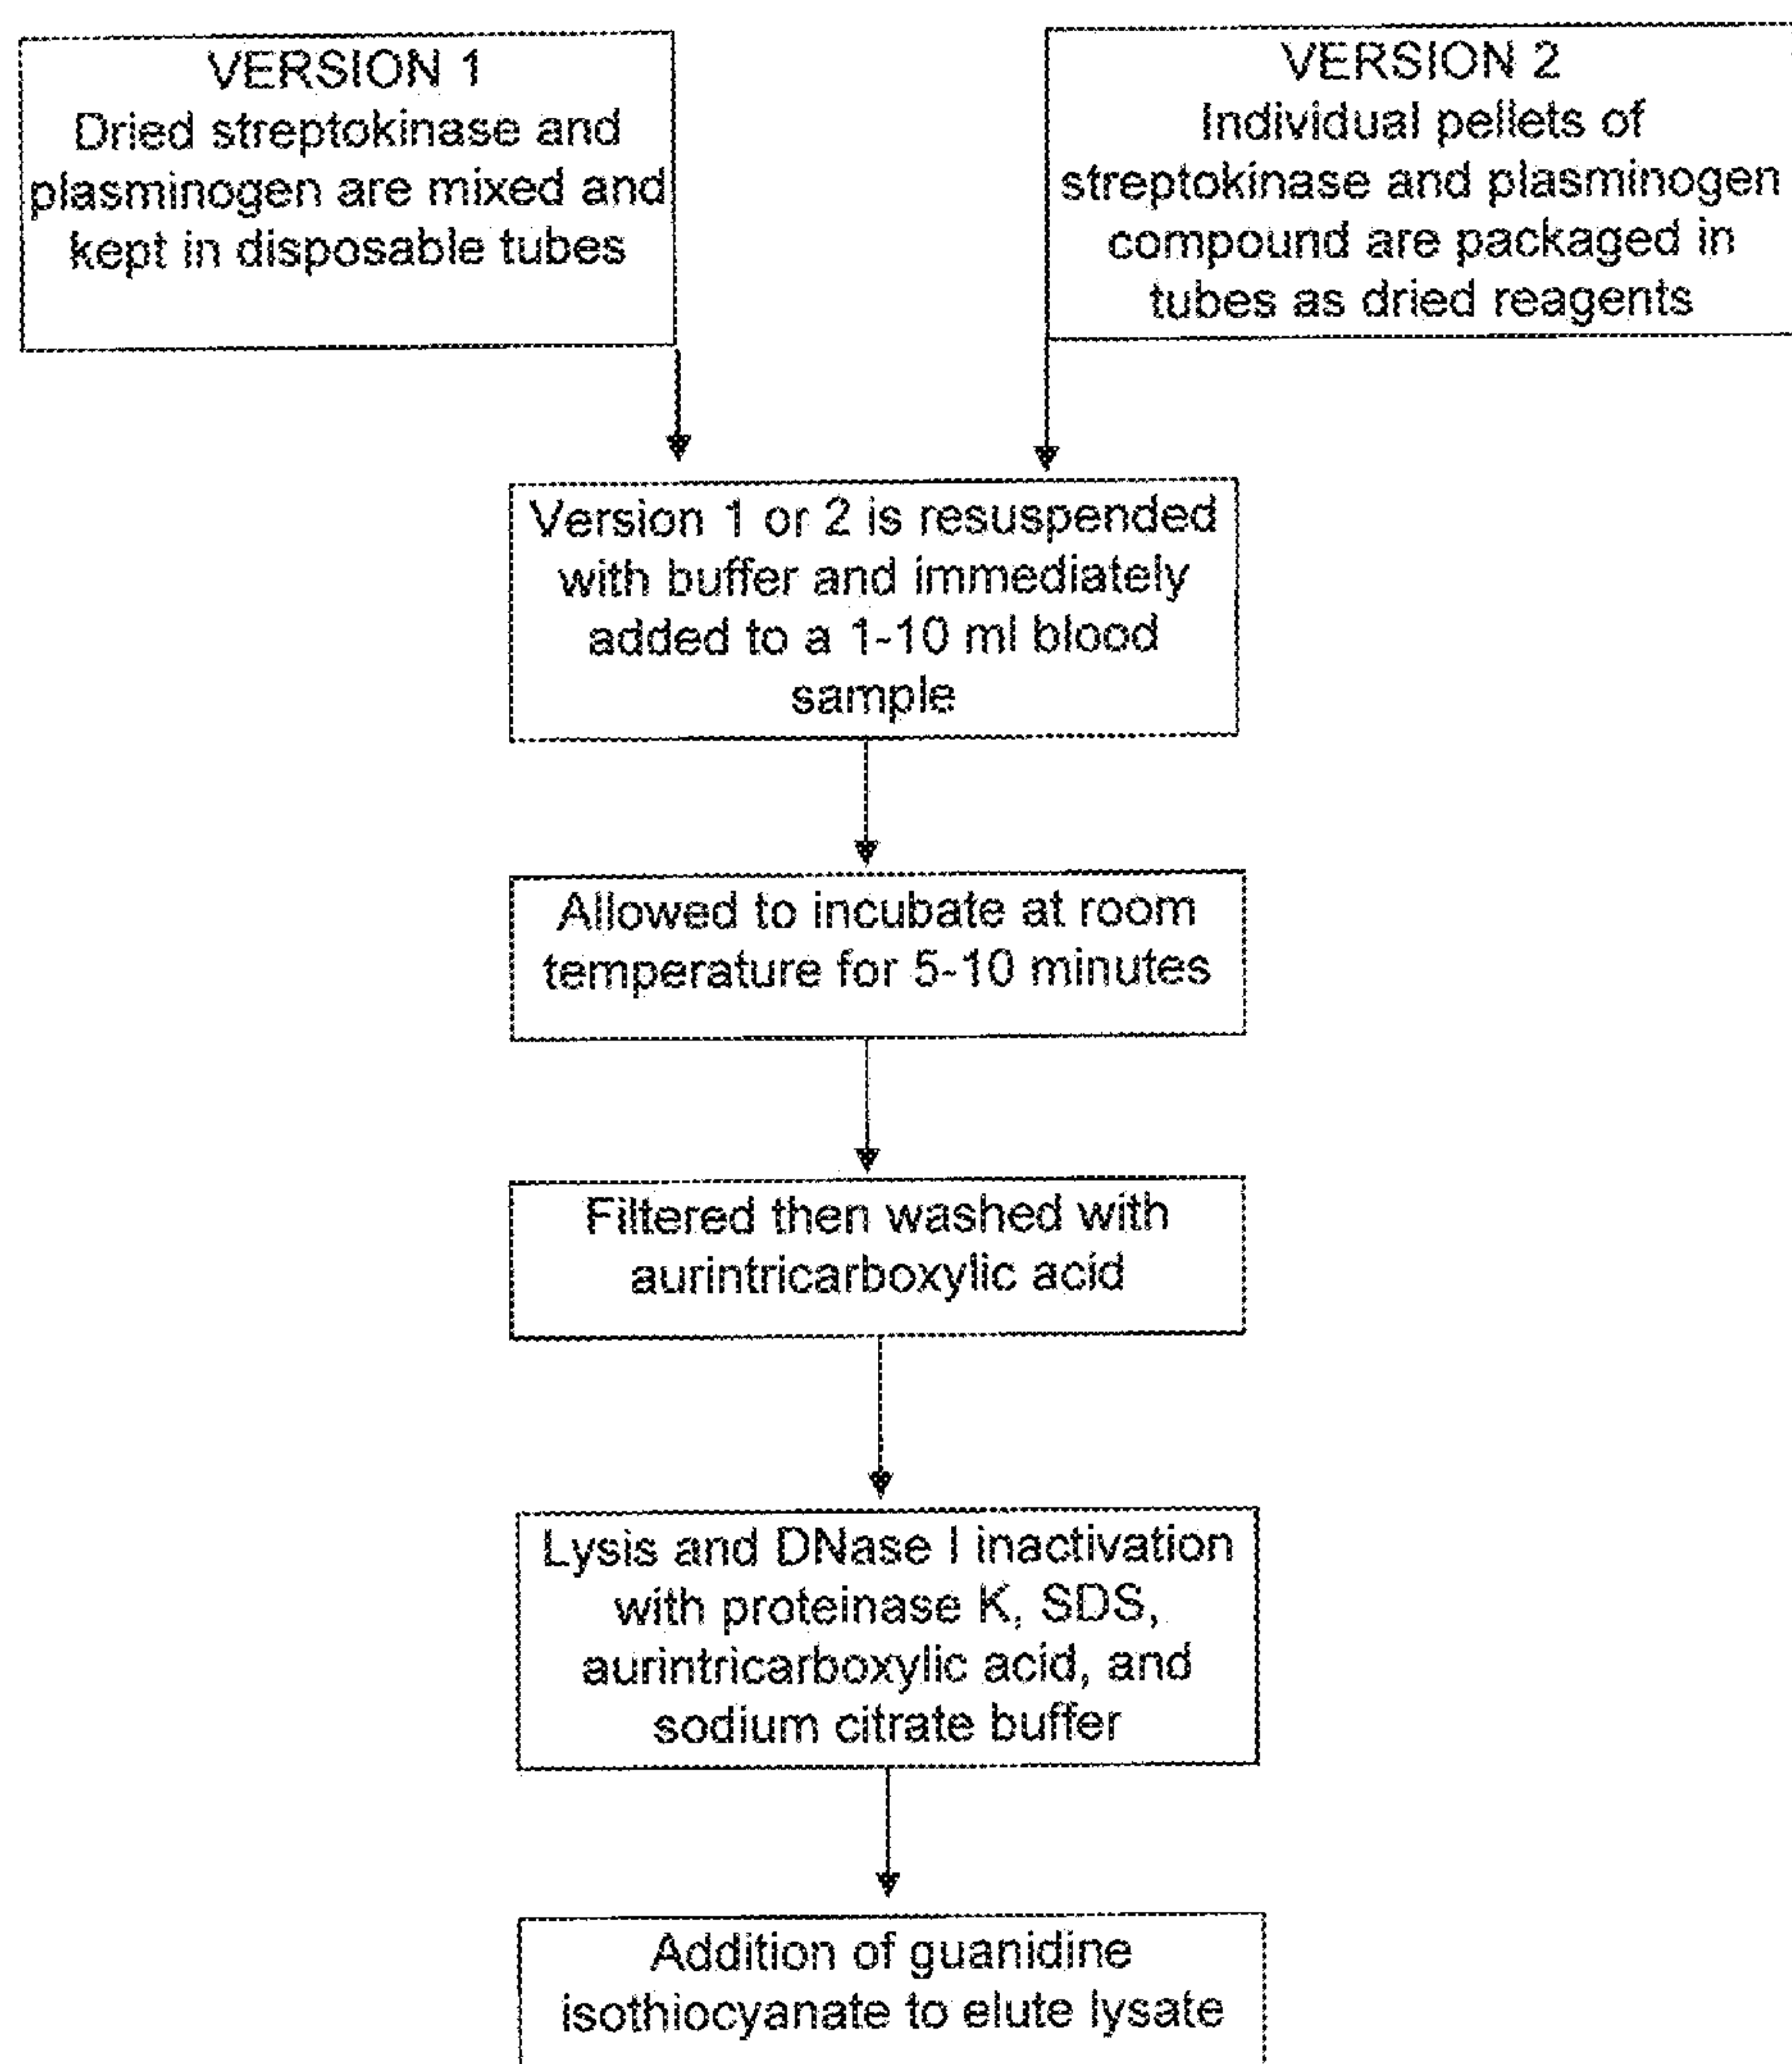 VERSION 1
Dried streptokinase and
plasminogen are mixed and
kept in disposable tubes
VERSION 2
Individual pellets of
streptokinase and plasminogen
compound are packaged in
tubes as dried reagents
Version 1 or 2 is resuspended
with buffer and immediately
added to a 1-10 ml blood
sample
Allowed to incubate at room
temperature for 5-10 minutes
Filtered then washed with
aurintricarboxylic acid
Lysis and DNase I inactivation
with proteinase K, SDS,
aurintricarboxylic acid, and
sodium citrate buffer
Addition of guanidine
isothiocyanate to elute lysate